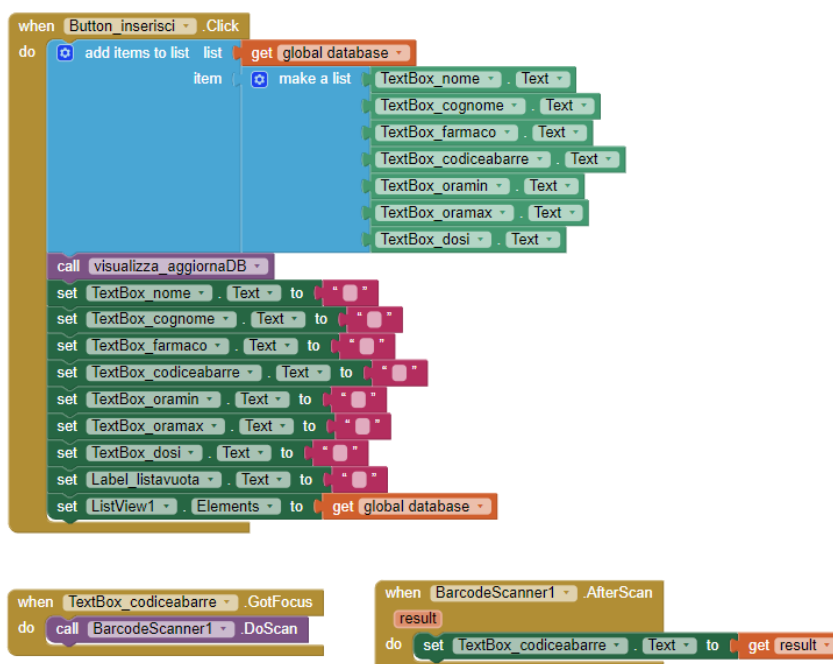 when Button_inserisci .Click
do add items to list list get global database
item make a list TextBox_nome . Text
TextBox_cognome . Text
TextBox_farmaco . Text
TextBox_codiceabarre . Text
TextBox_oramin . Text
TextBox_oramax . Text
TextBox_dosi . Text
call visualizza_aggiornaDB
set TextBox_nome . Text to " "
set TextBox_cognome . Text to " "
set TextBox_farmaco . Text to " "
set TextBox_codiceabarre . Text to " "
set TextBox_oramin . Text to " "
set TextBox_oramax . Text to " "
set TextBox_dosi . Text to " "
set Label_listavuota . Text to " "
set ListView1 . Elements to get global database
when TextBox_codiceabarre .GotFocus
do call BarcodeScanner1 .DoScan
when BarcodeScanner1 .AfterScan
result
do set TextBox_codiceabarre . Text to get result